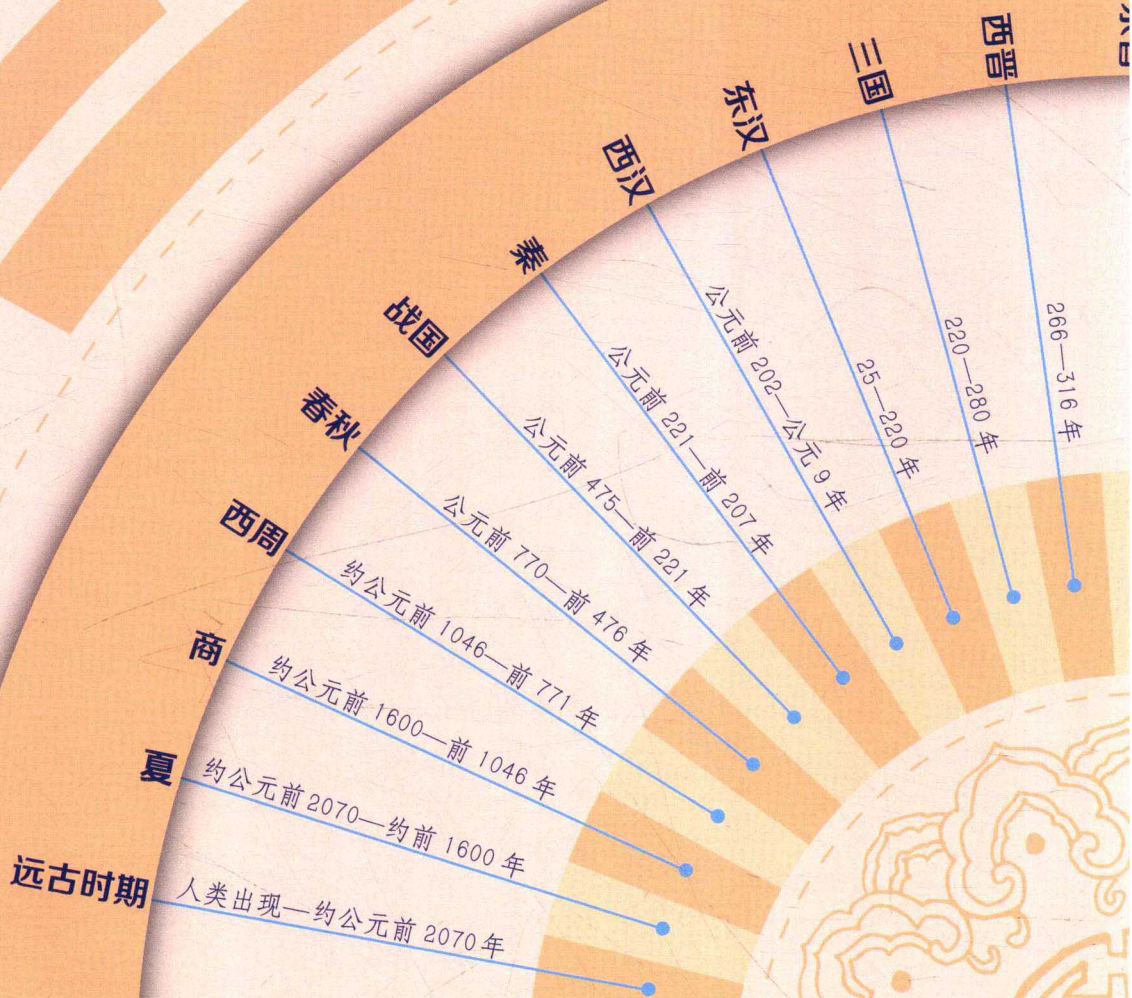 远古时期
人类出现—约公元前 2070 年
夏
约公元前 2070—约前 1600 年
商
约公元前 1600—前 1046 年
西周
约公元前 1046—前 771 年
春秋
公元前 770—前 476 年
战国
公元前 475—前 221 年
秦
公元前 221—前 207 年
西汉
公元前 202—公元 9 年
东汉
25—220 年
三国
220—280 年
西晋
266—316 年